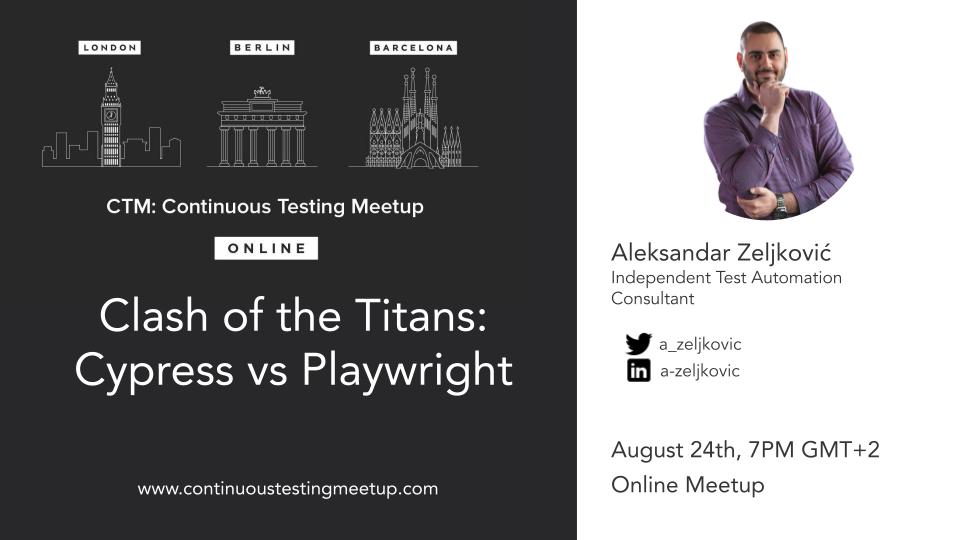 LONDON
BERLIN
BARCELONA
CTM: Continuous Testing Meetup
ONLINE
Clash of the Titans:
Cypress vs Playwright
www.continuoustestingmeetup.com
Aleksandar Zeljković
Independent Test Automation
Consultant
a_zeljkovic
in
a-zeljkovic
August 24th, 7PM GMT+2
Online Meetup